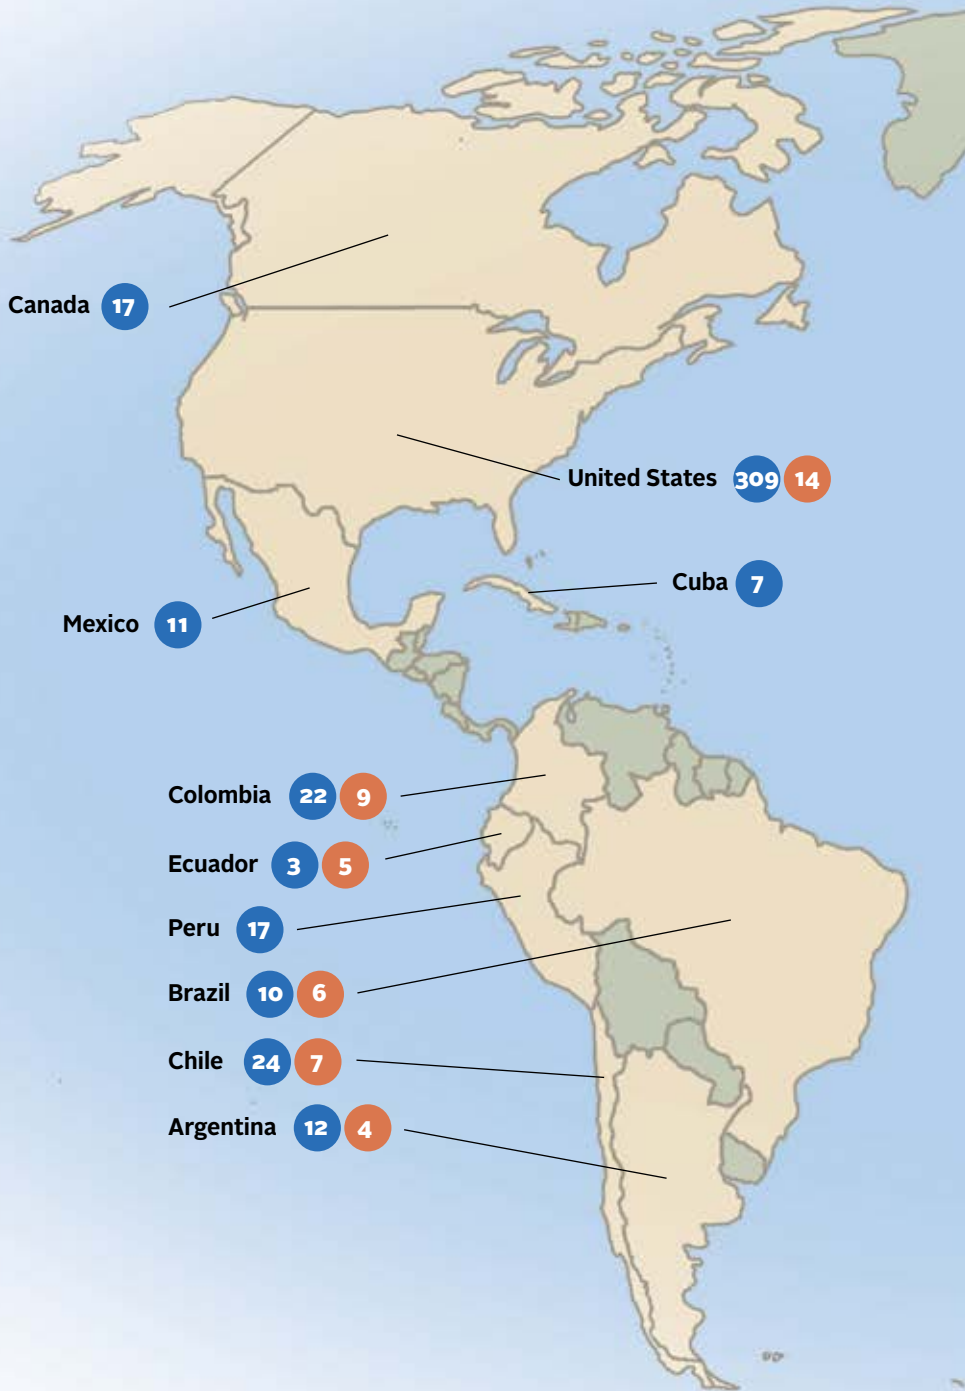 Canada 17
United States 309 14
Cuba 7
Mexico 11
Colombia 22 9
Ecuador 3 5
Peru 17
Brazil 10 6
Chile 24 7
Argentina 12 4